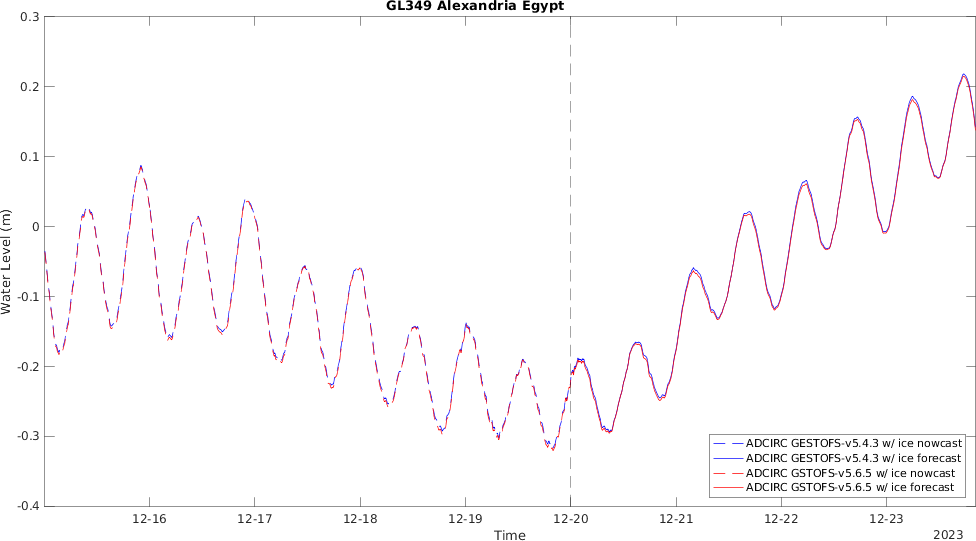 GL349 Alexandria Egypt
0.3
0.2
0.1
0
-0.1
-0.2
-0.3
-0.4
Water Level (m)
ADCIRC GESTOFS-v5.4.3 w/ ice nowcast
ADCIRC GESTOFS-v5.4.3 w/ ice forecast
ADCIRC GSTOFS-v5.6.5 w/ ice nowcast
ADCIRC GSTOFS-v5.6.5 w/ ice forecast
12-16 12-17 12-18 12-19 12-20 12-21 12-22 12-23
Time
2023